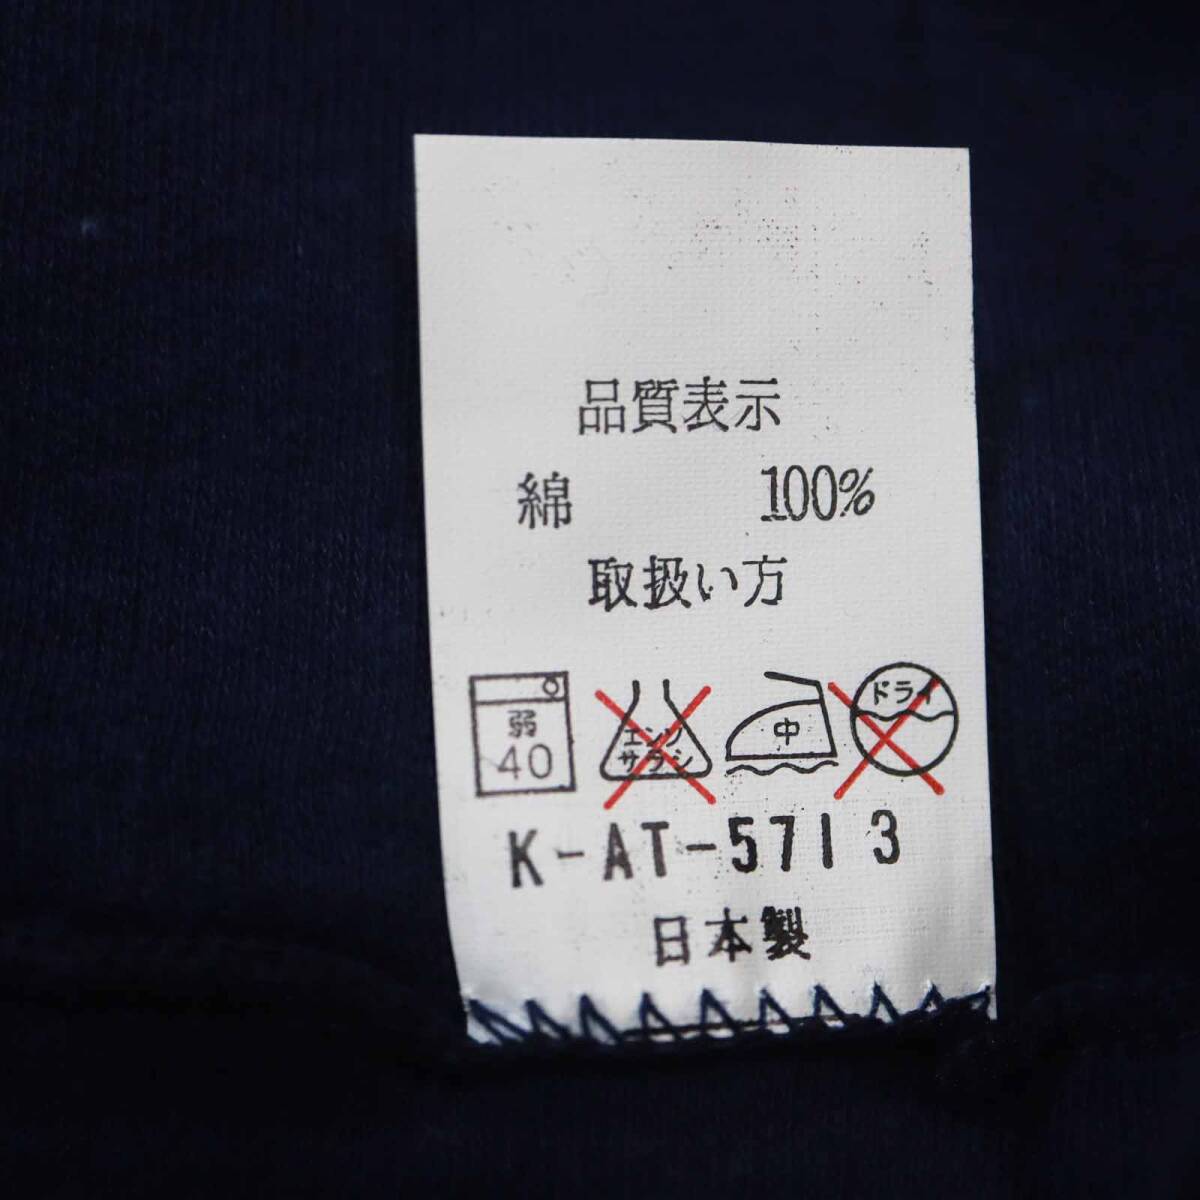 品質表示
綿 100%
取扱い方
弱 40 エンソサラシ 中 ドライ
K-AT-5713
日本製